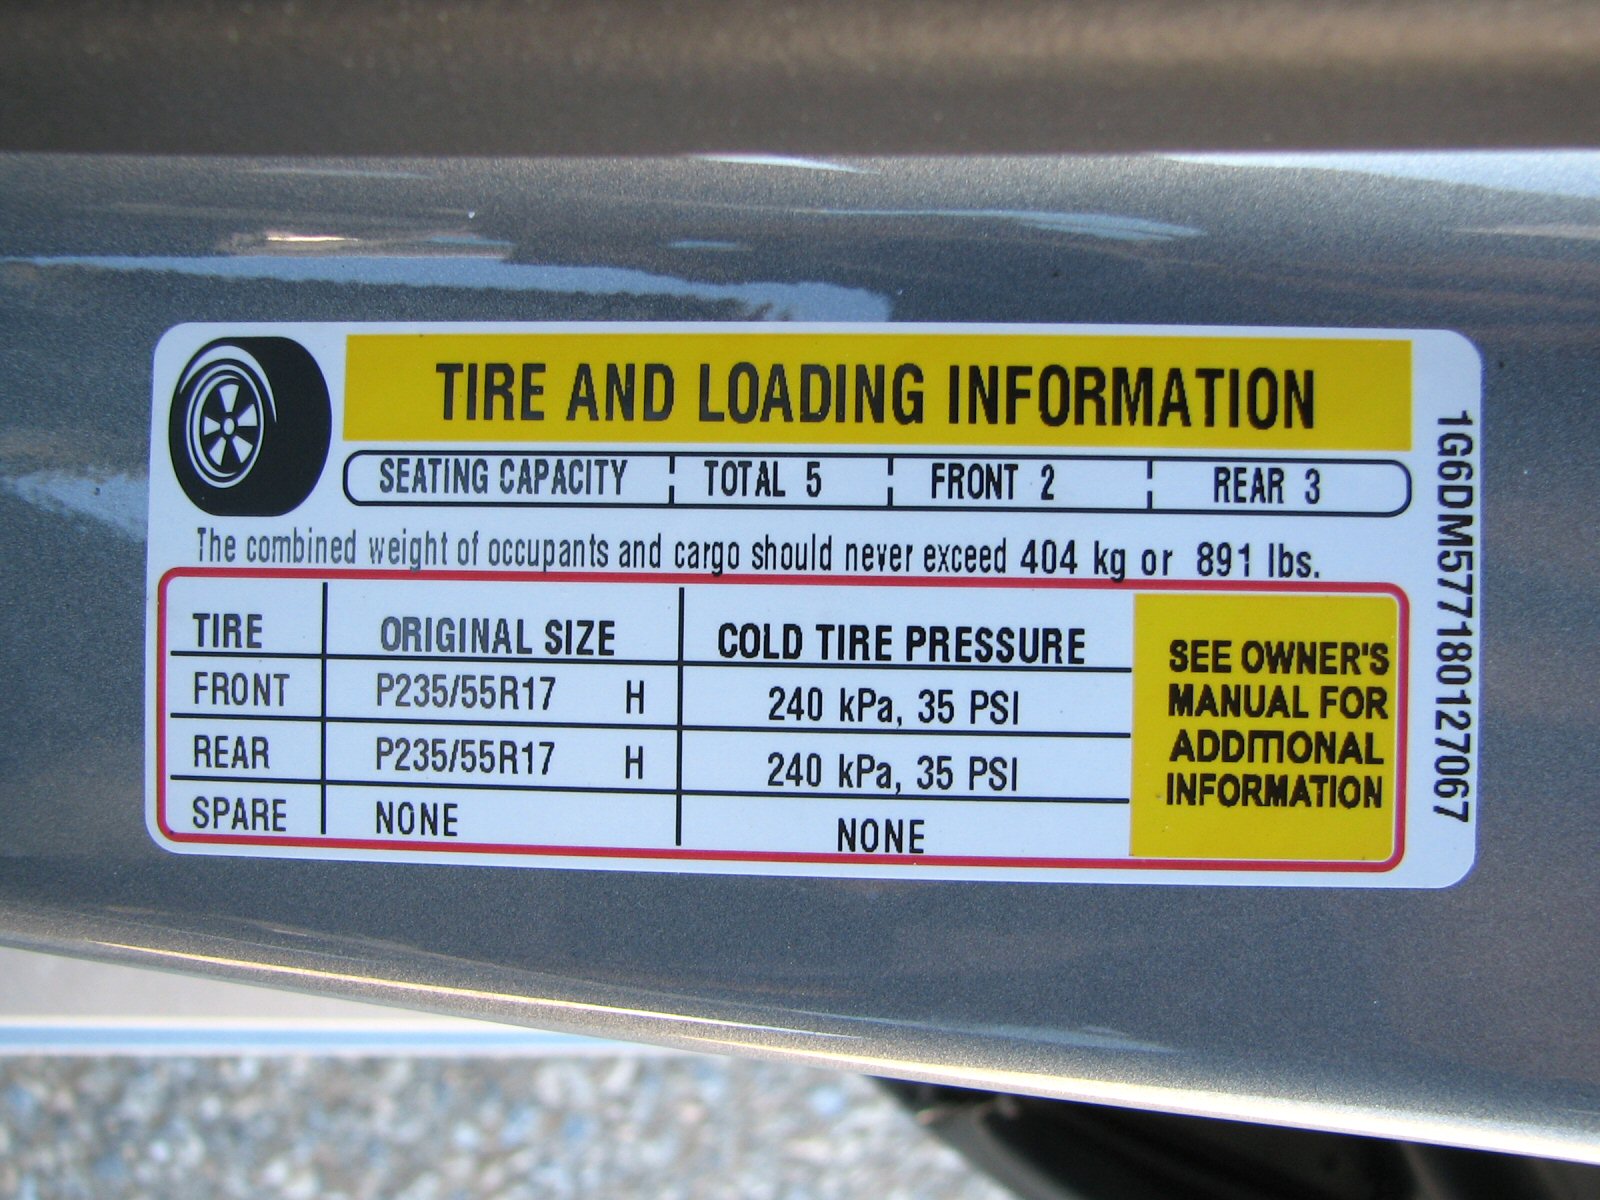 TIRE AND LOADING INFORMATION
SEATING CAPACITY TOTAL 5 FRONT 2 REAR 3
The combined weight of occupants and cargo should never exceed 404 kg or 891 lbs.
TIRE ORIGINAL SIZE COLD TIRE PRESSURE
FRONT P235/55R17 H 240 kPa, 35 PSI
REAR P235/55R17 H 240 kPa, 35 PSI
SPARE NONE NONE
SEE OWNER'S
MANUAL FOR
ADDITIONAL
INFORMATION
1G6DM577180127067